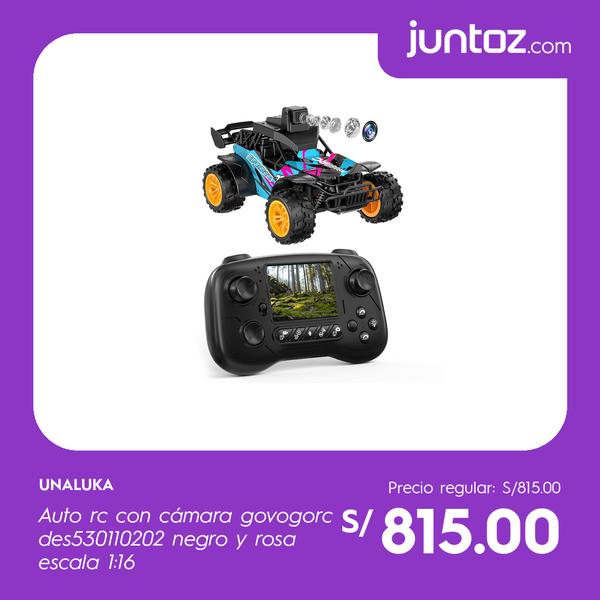 juntoz.com
UNALUKA
Auto rc con cámara govogorc
des530110202 negro y rosa
escala 1:16
Precio regular: S/815.00
S/ 815.00